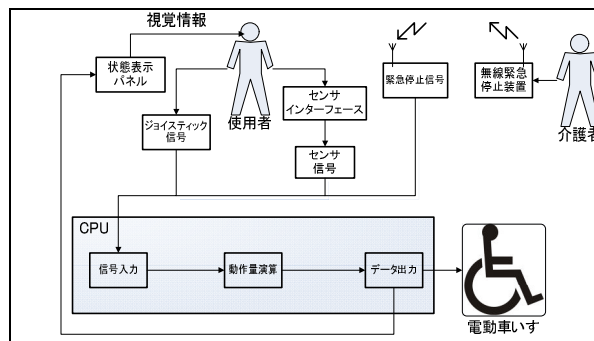 視覚情報
状態表示
パネル
ジョイスティック
信号
使用者
センサ
インターフェース
センサ
信号
緊急停止信号
無線緊急
停止装置
介護者
CPU
信号入力
動作量演算
データ出力
電動車いす